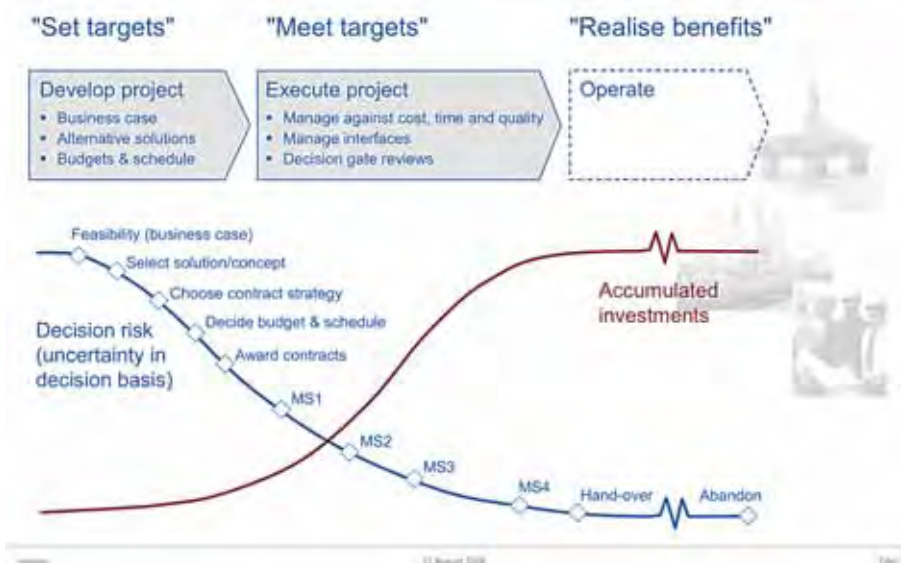 "Set targets"
"Meet targets"
"Realise benefits"
Develop project
• Business case
• Alternative solutions
• Budgets & schedule
Execute project
• Manage against cost, time and quality
• Manage interfaces
• Decision gate reviews
Operate
Feasibility (business case)
Select solution/concept
Choose contract strategy
Decide budget & schedule
Award contracts
Decision risk
(uncertainty in
decision basis)
Accumulated
investments
MS1
MS2
MS3
MS4
Hand-over
Abandon